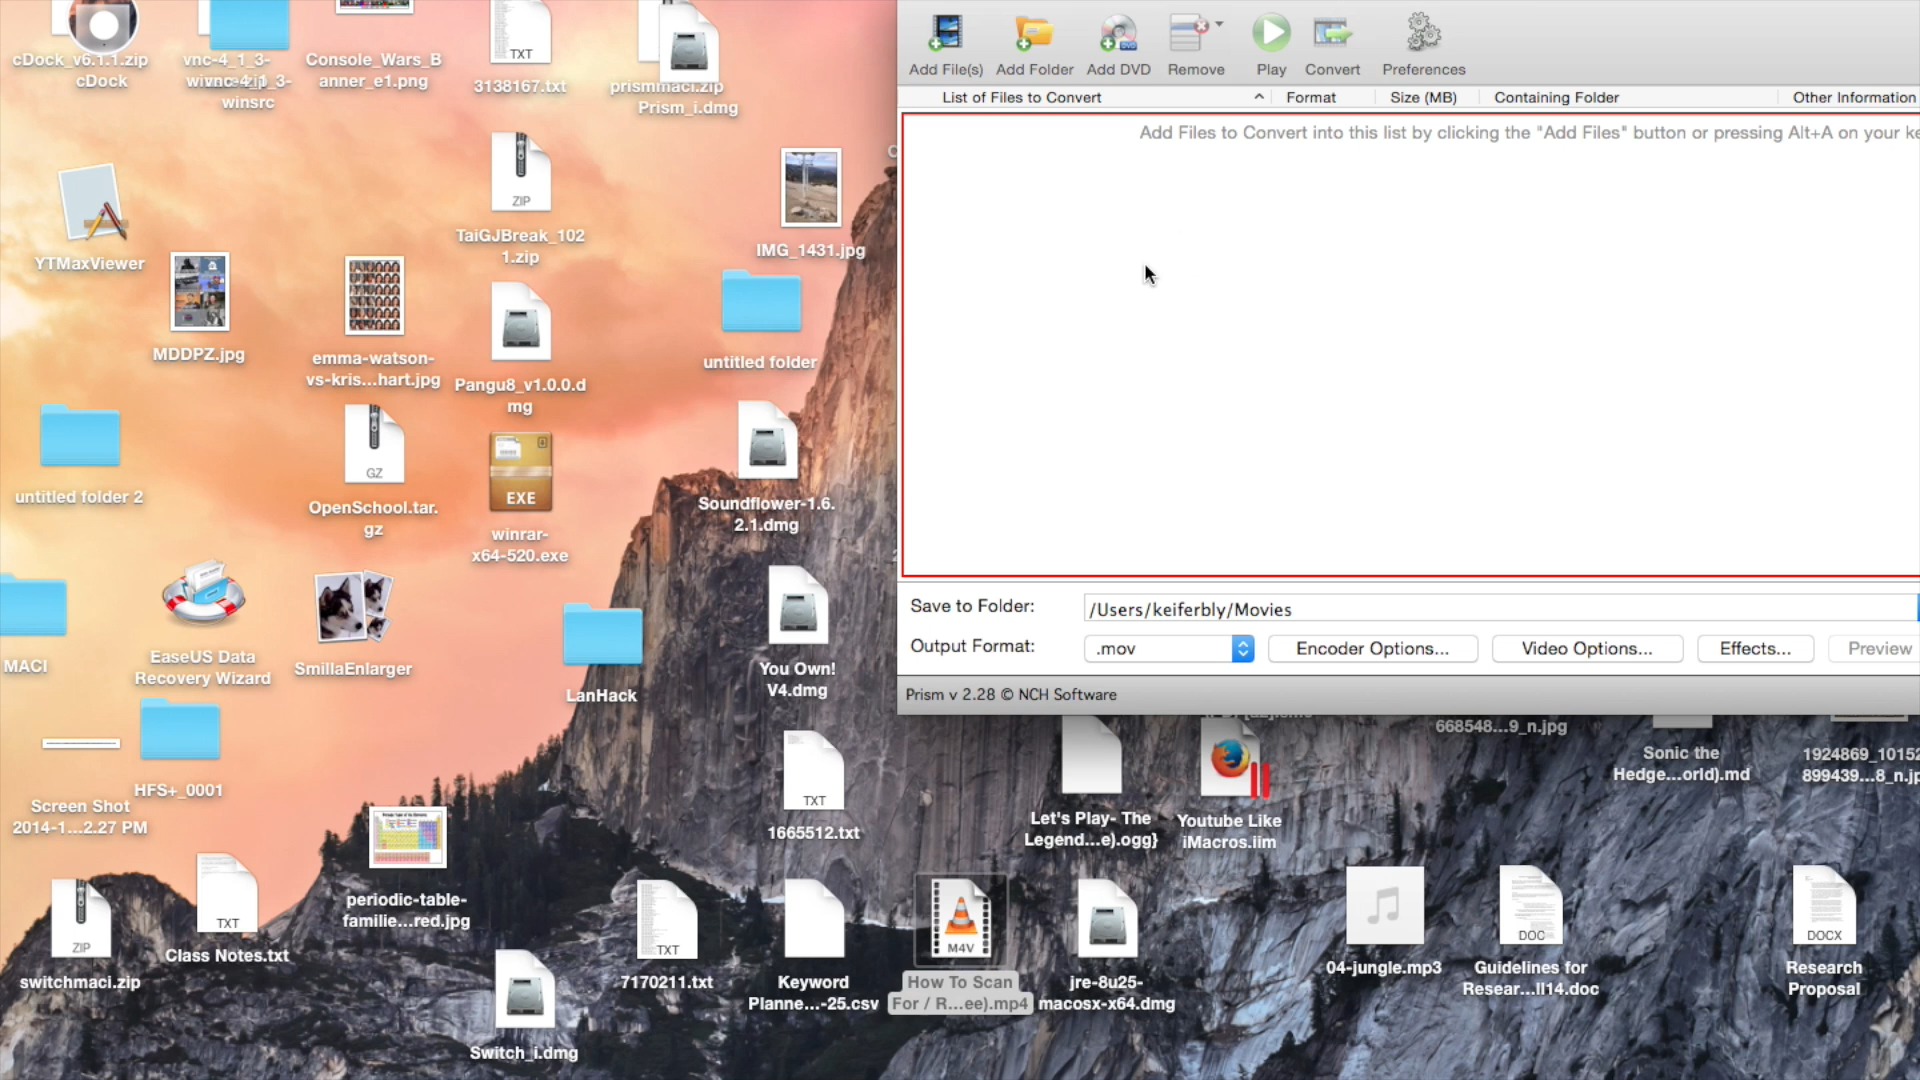 cDock_v6.1.1.zip
cDock
vnc-4_1_3-
winsrc
Console_Wars_B
anner_e1.png
TXT
3138167.txt
prismmaci.zip
Prism_i.dmg
YTMaxViewer
MDDPZ.jpg
emma-watson-
vs-kris...hart.jpg
ZIP
TaiGJBreak_102
1.zip
IMG_1431.jpg
Pangu8_v1.0.0.d
mg
untitled folder
untitled folder 2
GZ
OpenSchool.tar.
gz
EXE
winrar-
x64-520.exe
Soundflower-1.6.
2.1.dmg
MACI
EaseUS Data
Recovery Wizard
SmillaEnlarger
LanHack
You Own!
V4.dmg
Screen Shot
2014-1...2.27 PM
HFS+_0001
periodic-table-
familie...red.jpg
TXT
1665512.txt
ZIP
switchmaci.zip
TXT
Class Notes.txt
Switch_i.dmg
TXT
7170211.txt
Keyword
Planne...-25.csv
M4V
How To Scan
For / R...ee).mp4
jre-8u25-
macosx-x64.dmg
Let's Play- The
Legend...e).ogg}
Youtube Like
iMacros.iim
668548...9_n.jpg
Sonic the
Hedge...orld).md
1924869_10152
899439...8_n.jp
04-jungle.mp3
DOC
Guidelines for
Resear...ll14.doc
DOCX
Research
Proposal
Add File(s) Add Folder Add DVD Remove Play Convert Preferences
DVD
List of Files to Convert Format Size (MB) Containing Folder Other Information
Add Files to Convert into this list by clicking the "Add Files" button or pressing Alt+A on your ke
Save to Folder: /Users/keiferbly/Movies
Output Format: .mov Encoder Options... Video Options... Effects... Preview
Prism v 2.28 © NCH Software